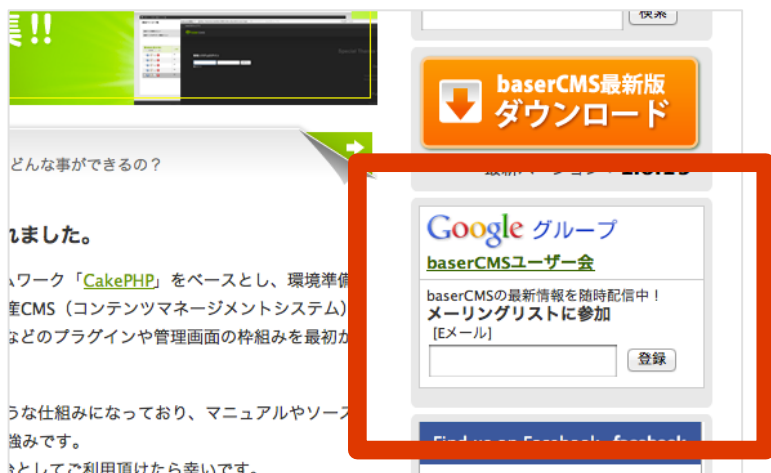 集!!
検索
baserCMS最新版
ダウンロード
どんな事ができるの？
れました。
ムワーク「CakePHP」をベースとし、環境準備
産CMS（コンテンツマネージメントシステム）
などのプラグインや管理画面の枠組みを最初か
うな仕組みになっており、マニュアルやソース
強みです。
としてご利用頂けたら幸いです。
Google グループ
baserCMSユーザー会
baserCMSの最新情報を随時配信中！
メーリングリストに参加
[Eメール]
登録
Find us on Facebook